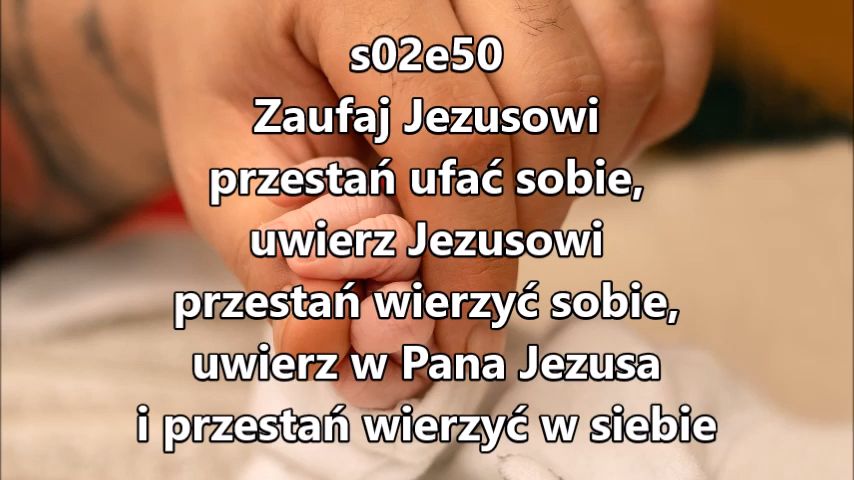 s02e50
Zaufaj Jezusowi
przestań ufać sobie,
uwierz Jezusowi
przestań wierzyć sobie,
uwierz w Pana Jezusa
i przestań wierzyć w siebie